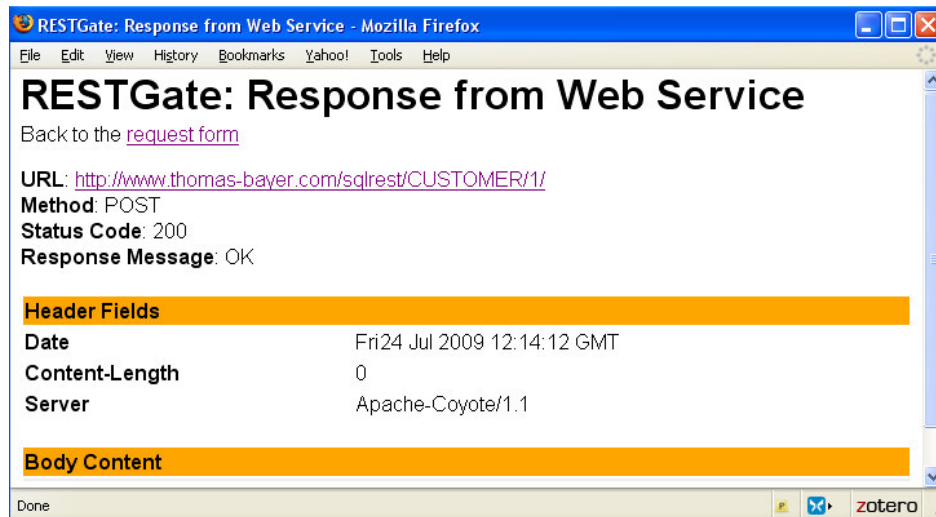 RESTGate: Response from Web Service - Mozilla Firefox
File Edit View History Bookmarks Yahoo! Tools Help
RESTGate: Response from Web Service
Back to the request form
URL: http://www.thomas-bayer.com/sqlrest/CUSTOMER/1/
Method: POST
Status Code: 200
Response Message: OK
Header Fields
Date Fri24 Jul 2009 12:14:12 GMT
Content-Length 0
Server Apache-Coyote/1.1
Body Content
Done P zotero